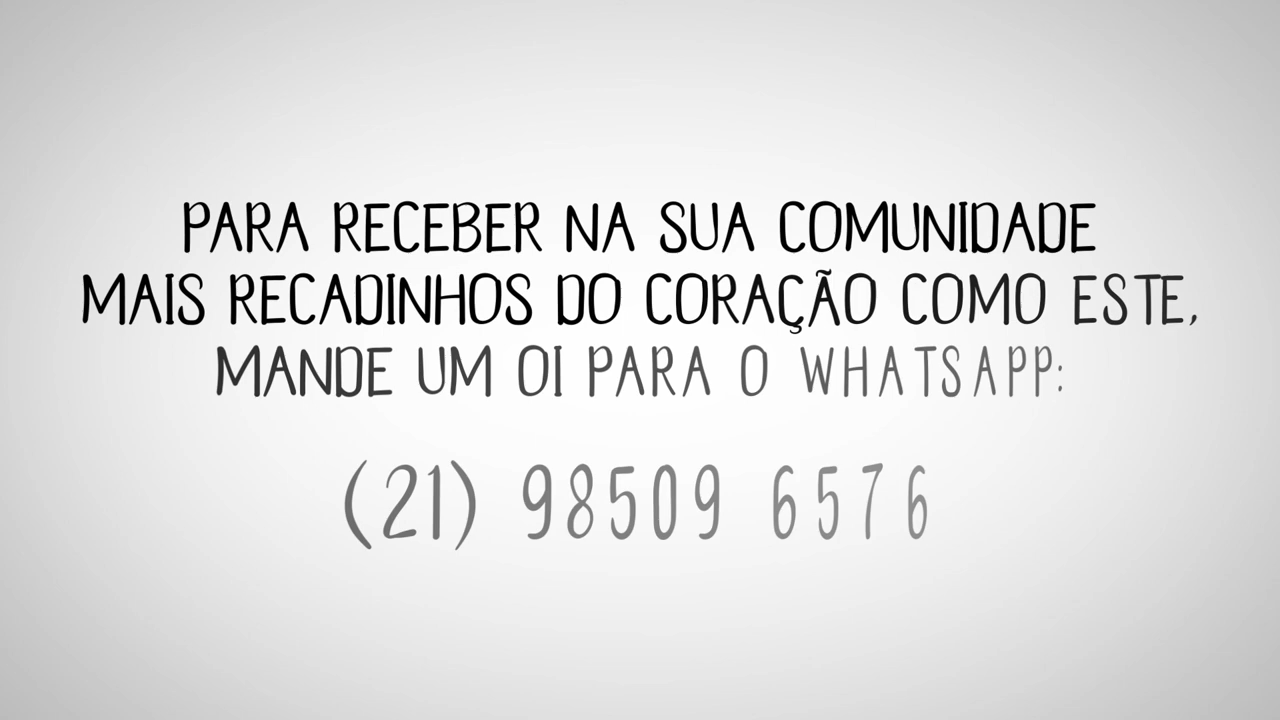 PARA RECEBER NA SUA COMUNIDADE
MAIS RECADINHOS DO CORAÇÃO COMO ESTE,
MANDE UM OI PARA O WHATSAPP:
(21) 98509 6576